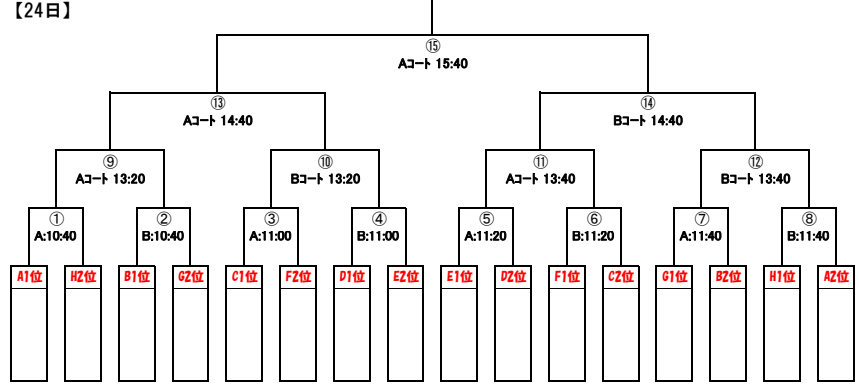 【24日】
⑮
Aコート 15:40
⑬
⑭
Aコート 14:40
Bコート 14:40
⑨
⑩
⑪
⑫
Aコート 13:20
Bコート 13:20
Aコート 13:40
Bコート 13:40
①
②
③
④
⑤
⑥
⑦
⑧
A:10:40
B:10:40
A:11:00
B:11:00
A:11:20
B:11:20
A:11:40
B:11:40
A1位
H2位
B1位
G2位
C1位
F2位
D1位
E2位
E1位
D2位
F1位
C2位
G1位
B2位
H1位
A2位